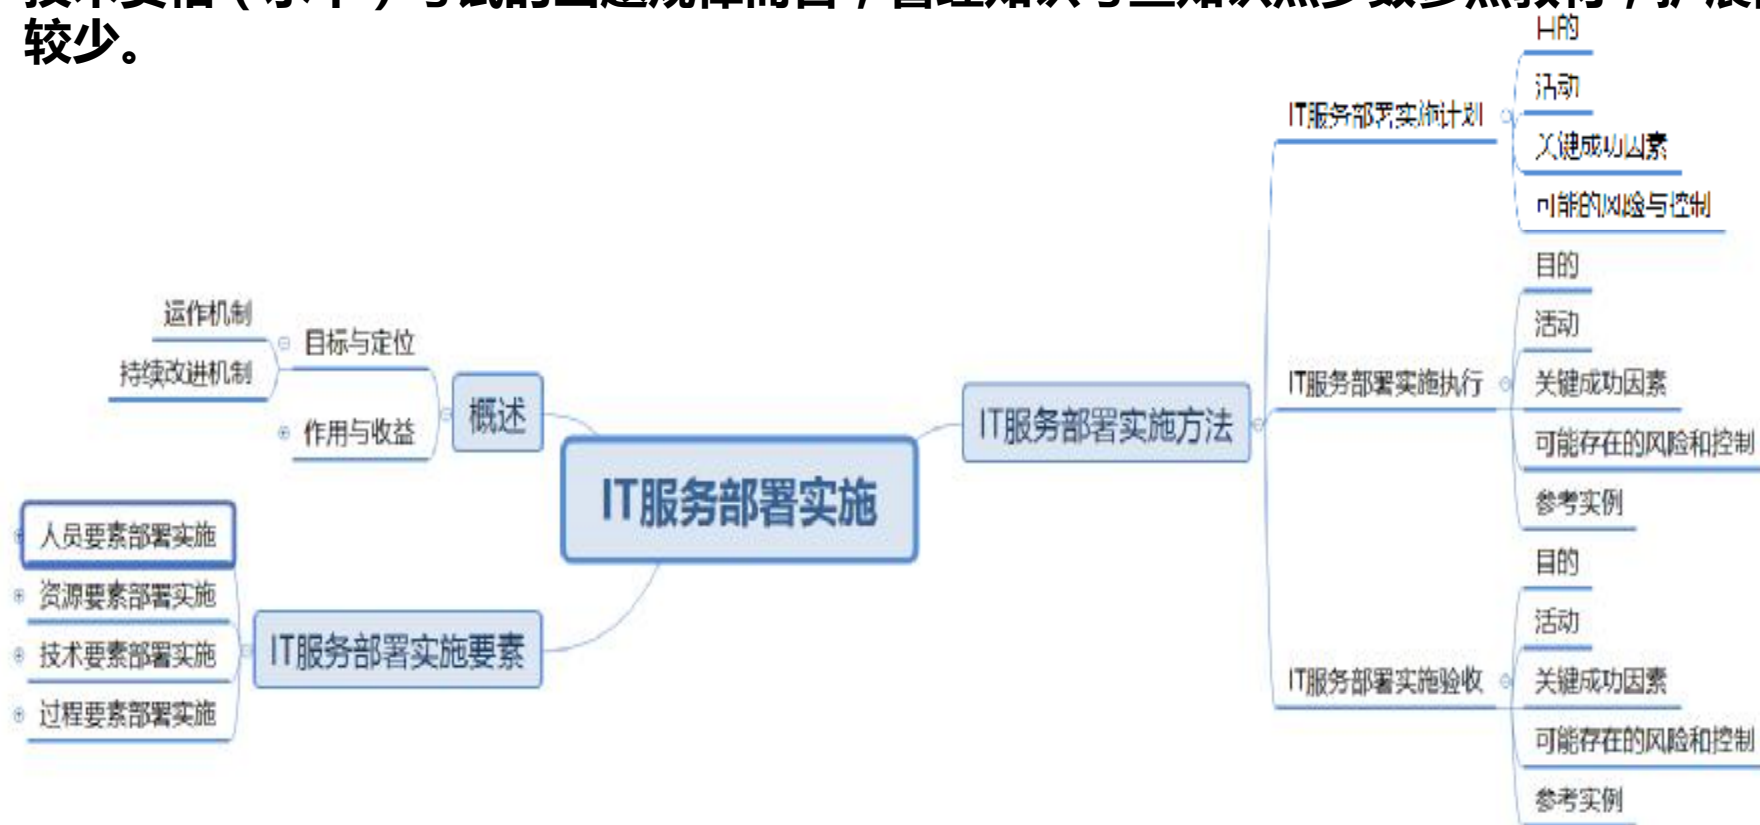 较少。
目的
活动
IT服务部署实施计划
关键成功因素
可能的风险与控制
目的
活动
IT服务部署实施执行
关键成功因素
可能存在的风险和控制
参考实例
目的
活动
IT服务部署实施验收
关键成功因素
可能存在的风险和控制
参考实例
IT服务部署实施方法
IT服务部署实施
概述
目标与定位
运作机制
持续改进机制
作用与收益
IT服务部署实施要素
人员要素部署实施
资源要素部署实施
技术要素部署实施
过程要素部署实施